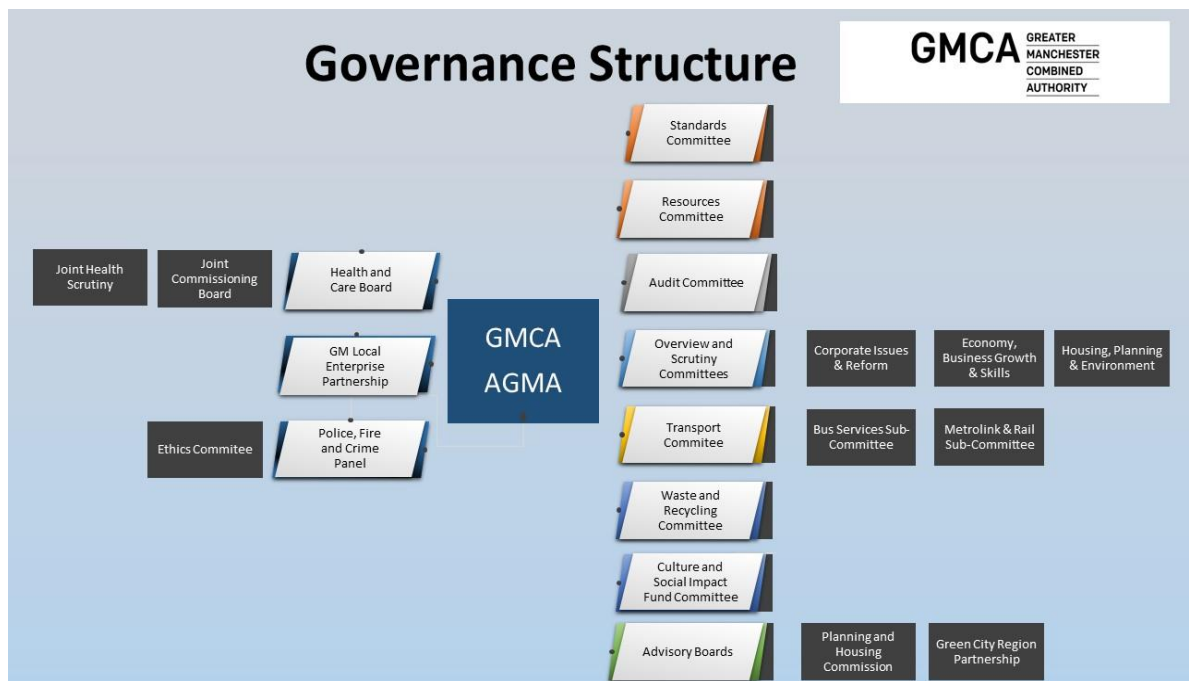 Governance Structure
GMCA
GREATER
MANCHESTER
COMBINED
AUTHORITY
Standards
Committee
Resources
Committee
Joint Health
Scrutiny
Joint
Commissioning
Board
Health and
Care Board
Audit Committee
GMCA
AGMA
GM Local
Enterprise
Partnership
Overview and
Scrutiny
Committees
Corporate Issues
& Reform
Economy,
Business Growth
& Skills
Housing, Planning
& Environment
Ethics Commitee
Police, Fire
and Crime
Panel
Transport
Commitee
Bus Services Sub-
Committee
Metrolink & Rail
Sub-Committee
Waste and
Recycling
Committee
Culture and
Social Impact
Fund Committee
Advisory Boards
Planning and
Housing
Commission
Green City Region
Partnership